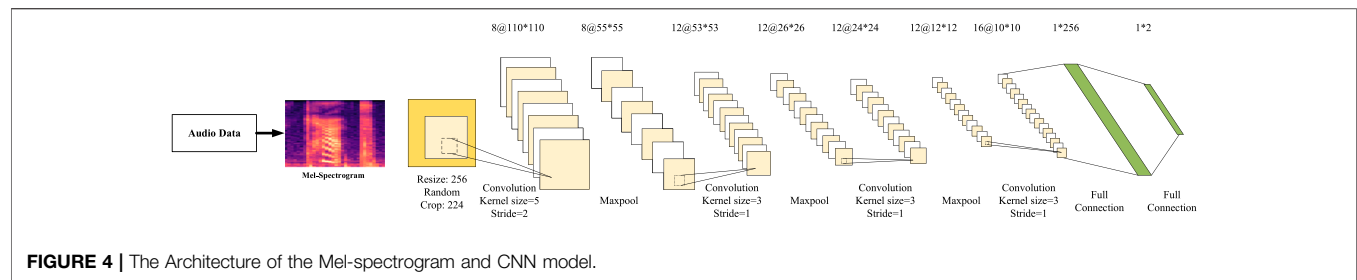 8@110*110 8@55*55 12@53*53 12@26*26 12@24*24 12@12*12 16@10*10 1*256 1*2
Audio Data
Mel-Spectrogram
Resize: 256
Random
Crop: 224
Convolution
Kernel size=5
Stride=2
Maxpool
Convolution
Kernel size=3
Stride=1
Maxpool
Convolution
Kernel size=3
Stride=1
Maxpool
Convolution
Kernel size=3
Stride=1
Full
Connection
Full
Connection
FIGURE 4 | The Architecture of the Mel-spectrogram and CNN model.